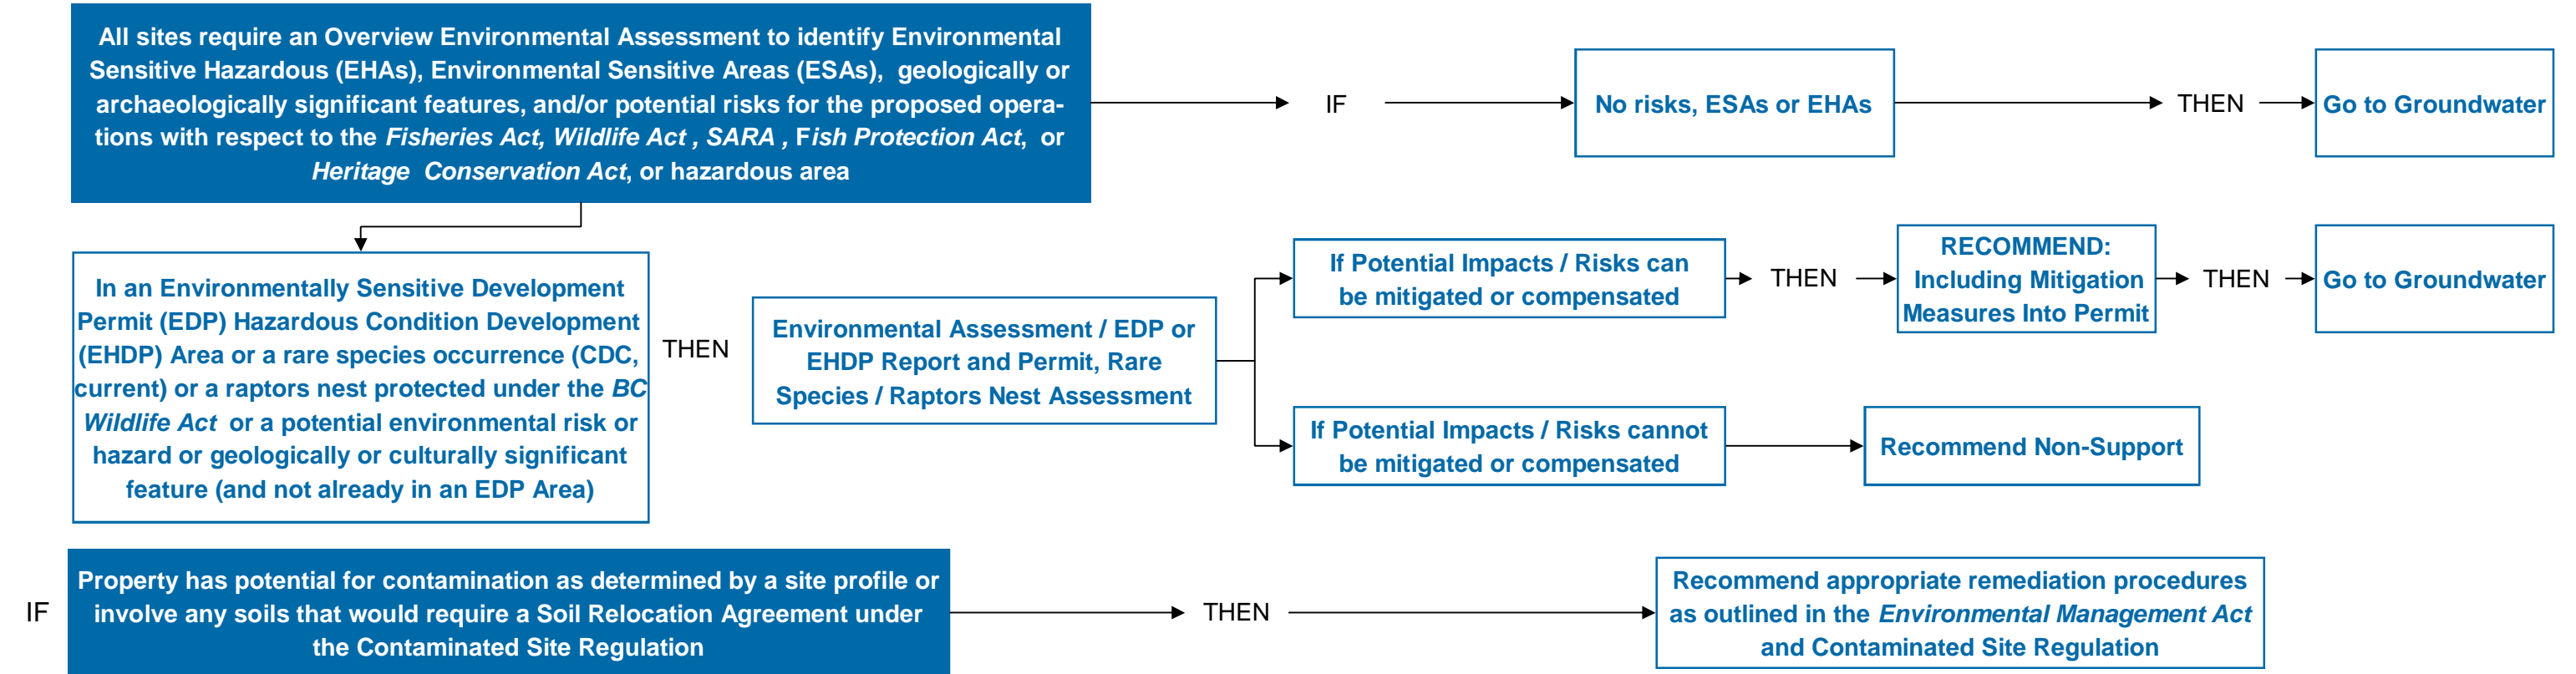 All sites require an Overview Environmental Assessment to identify Environmental
Sensitive Hazardous (EHAs), Environmental Sensitive Areas (ESAs), geologically or
archaeologically significant features, and/or potential risks for the proposed opera-
tions with respect to the Fisheries Act, Wildlife Act , SARA , Fish Protection Act, or
Heritage Conservation Act, or hazardous area
IF
No risks, ESAs or EHAs
THEN
Go to Groundwater
In an Environmentally Sensitive Development
Permit (EDP) Hazardous Condition Development
(EHDP) Area or a rare species occurrence (CDC,
current) or a raptors nest protected under the BC
Wildlife Act or a potential environmental risk or
hazard or geologically or culturally significant
feature (and not already in an EDP Area)
THEN
Environmental Assessment / EDP or
EHDP Report and Permit, Rare
Species / Raptors Nest Assessment
If Potential Impacts / Risks can
be mitigated or compensated
THEN
RECOMMEND:
Including Mitigation
Measures Into Permit
THEN
Go to Groundwater
If Potential Impacts / Risks cannot
be mitigated or compensated
Recommend Non-Support
IF
Property has potential for contamination as determined by a site profile or
involve any soils that would require a Soil Relocation Agreement under
the Contaminated Site Regulation
THEN
Recommend appropriate remediation procedures
as outlined in the Environmental Management Act
and Contaminated Site Regulation